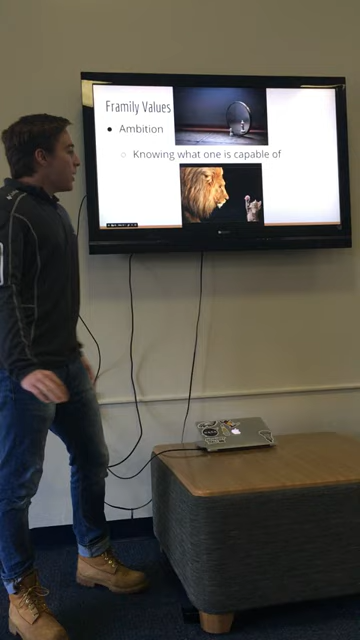 Framily Values
● Ambition
○ Knowing what one is capable of